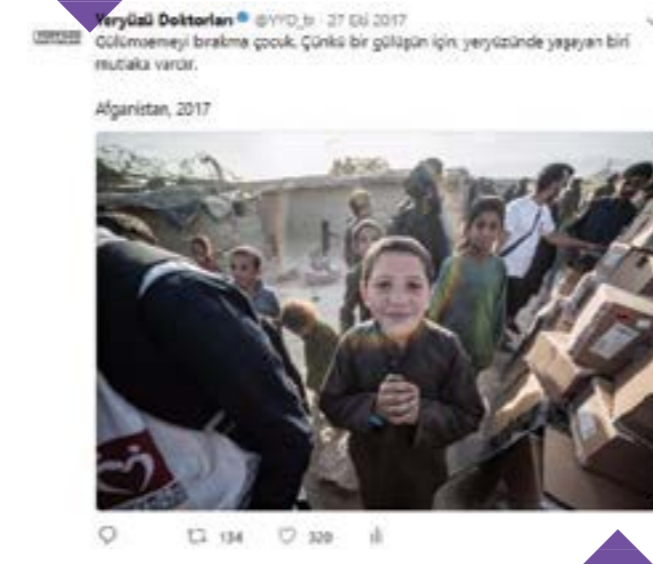 Yeryüzü Doktorları @YYD_tr · 27 Eki 2017
Gülümsemeyi bırakma çocuk. Çünkü bir gülüşün için, yeryüzünde yaşayan biri
mutlaka vardır.
Afganistan, 2017
134 320